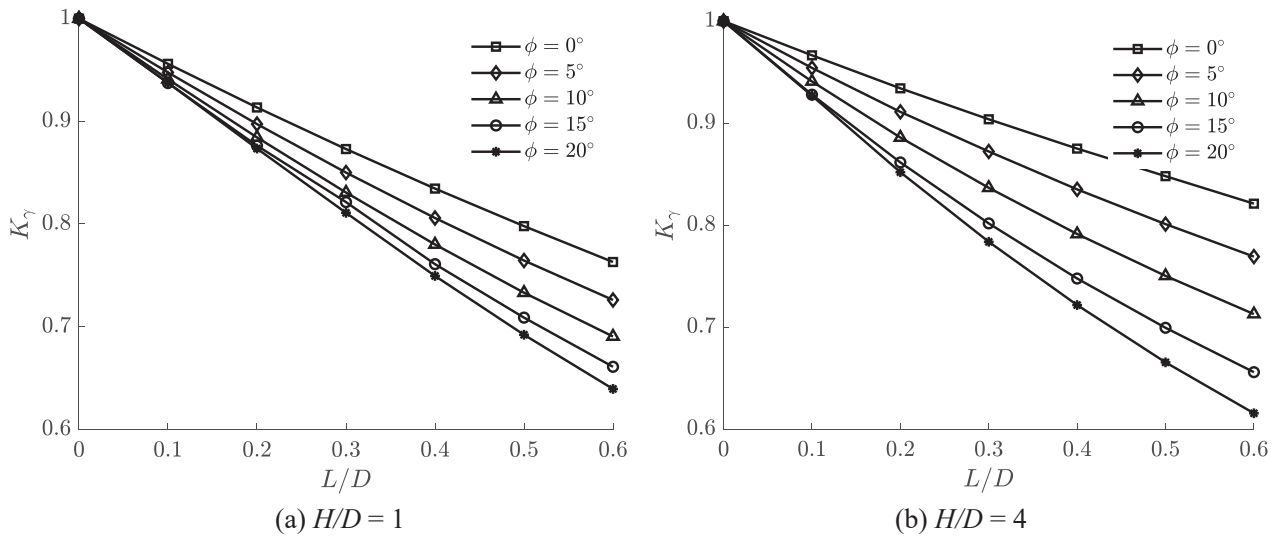 1
0.9
0.8
0.7
0.6
K_γ
0 0.1 0.2 0.3 0.4 0.5 0.6
L/D
ϕ = 0°
ϕ = 5°
ϕ = 10°
ϕ = 15°
ϕ = 20°
(a) H/D = 1
1
0.9
0.8
0.7
0.6
K_γ
0 0.1 0.2 0.3 0.4 0.5 0.6
L/D
ϕ = 0°
ϕ = 5°
ϕ = 10°
ϕ = 15°
ϕ = 20°
(b) H/D = 4